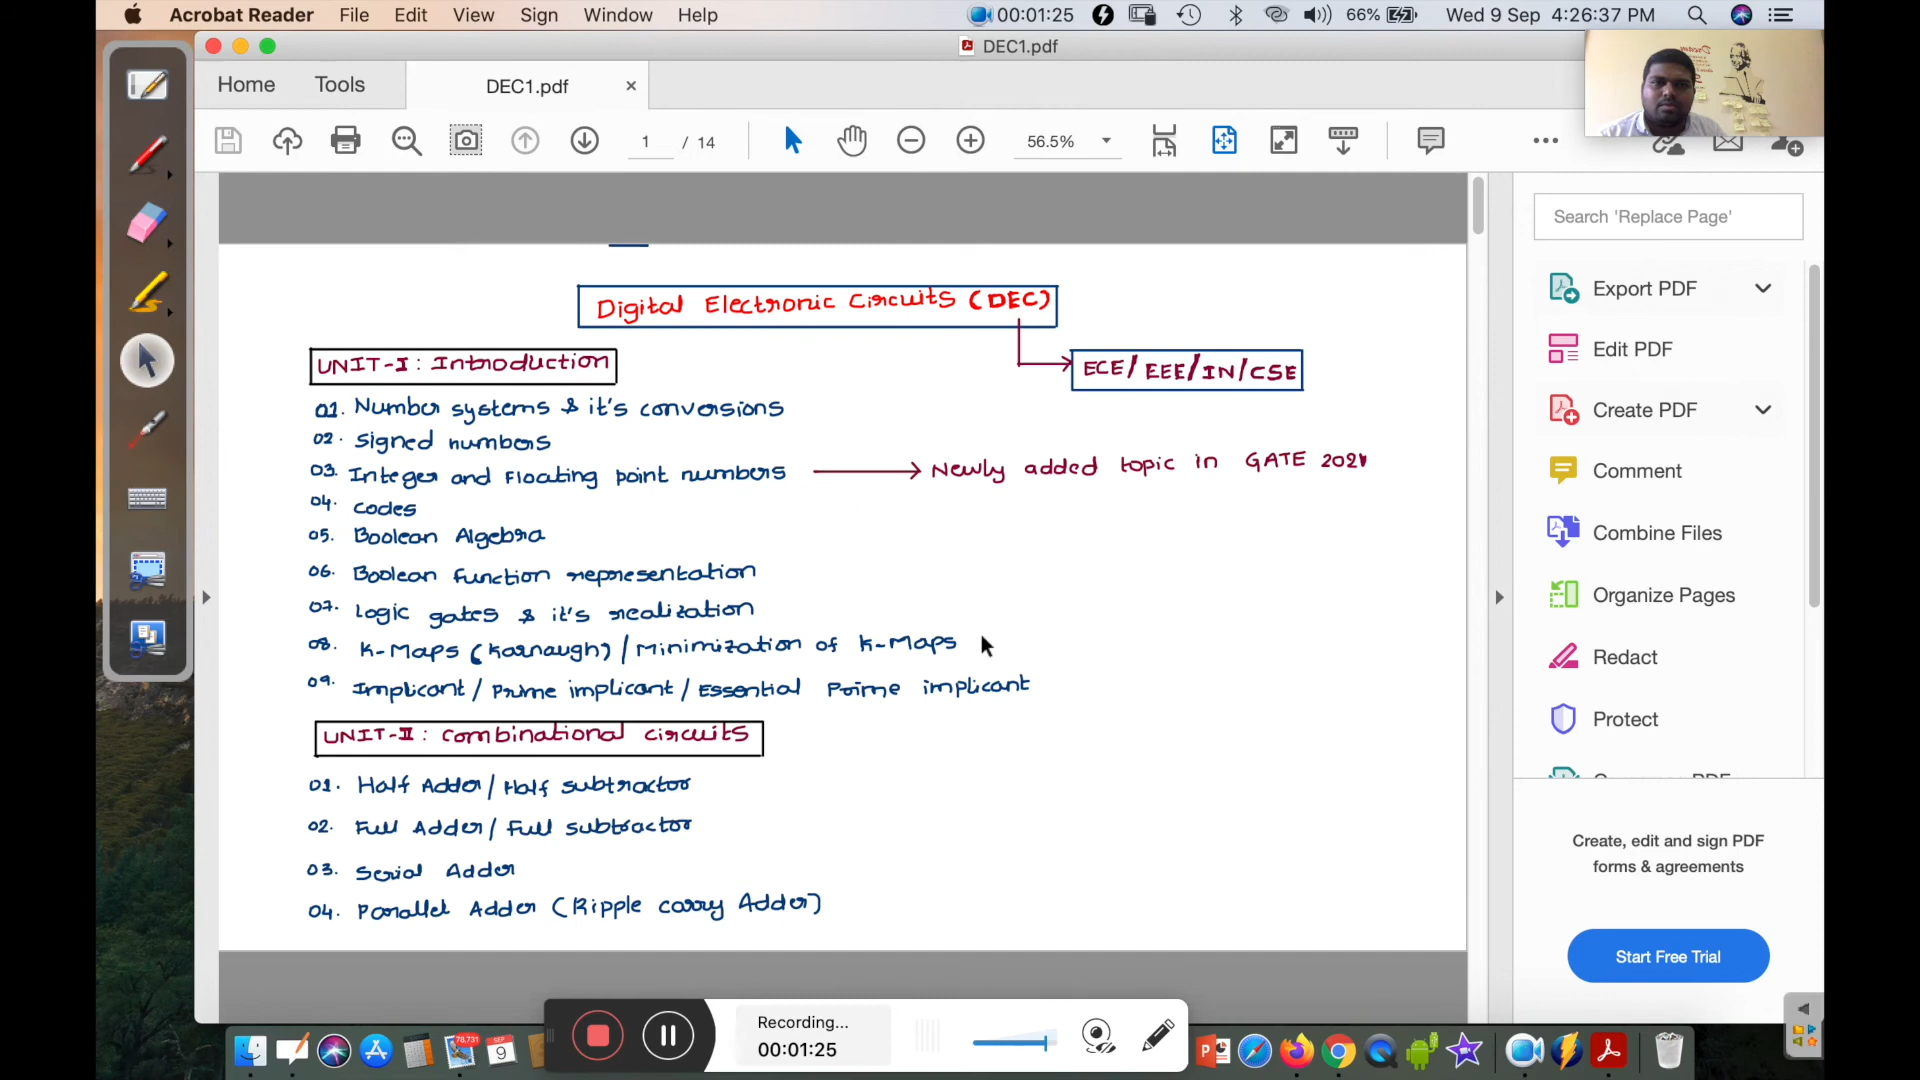 Acrobat Reader File Edit View Sign Window Help 00:01:25 66% Wed 9 Sep 4:26:37 PM
DEC1.pdf
Home Tools DEC1.pdf ×
1 / 14 56.5%
Search 'Replace Page'
Export PDF
Edit PDF
Create PDF
Comment
Combine Files
Organize Pages
Redact
Protect
Create, edit and sign PDF
forms & agreements
Start Free Trial
Digital Electronic Circuits (DEC)
UNIT-I : Introduction
ECE/ EEE/ IN/ CSE
01. Number systems & it's conversions
02. Signed numbers
03. Integer and Floating point numbers → Newly added topic in GATE 2021
04. Codes
05. Boolean Algebra
06. Boolean function representation
07. Logic gates & it's realization
08. K-Maps (Karnaugh) / Minimization of K-Maps
09. Implicant / Prime implicant / Essential Prime implicant
UNIT-II : Combinational circuits
01. Half Adder / Half subtractor
02. Full Adder / Full subtractor
03. Serial Adder
04. Parallel Adder (Ripple carry Adder)
Recording...
00:01:25
78,731
SEP
9